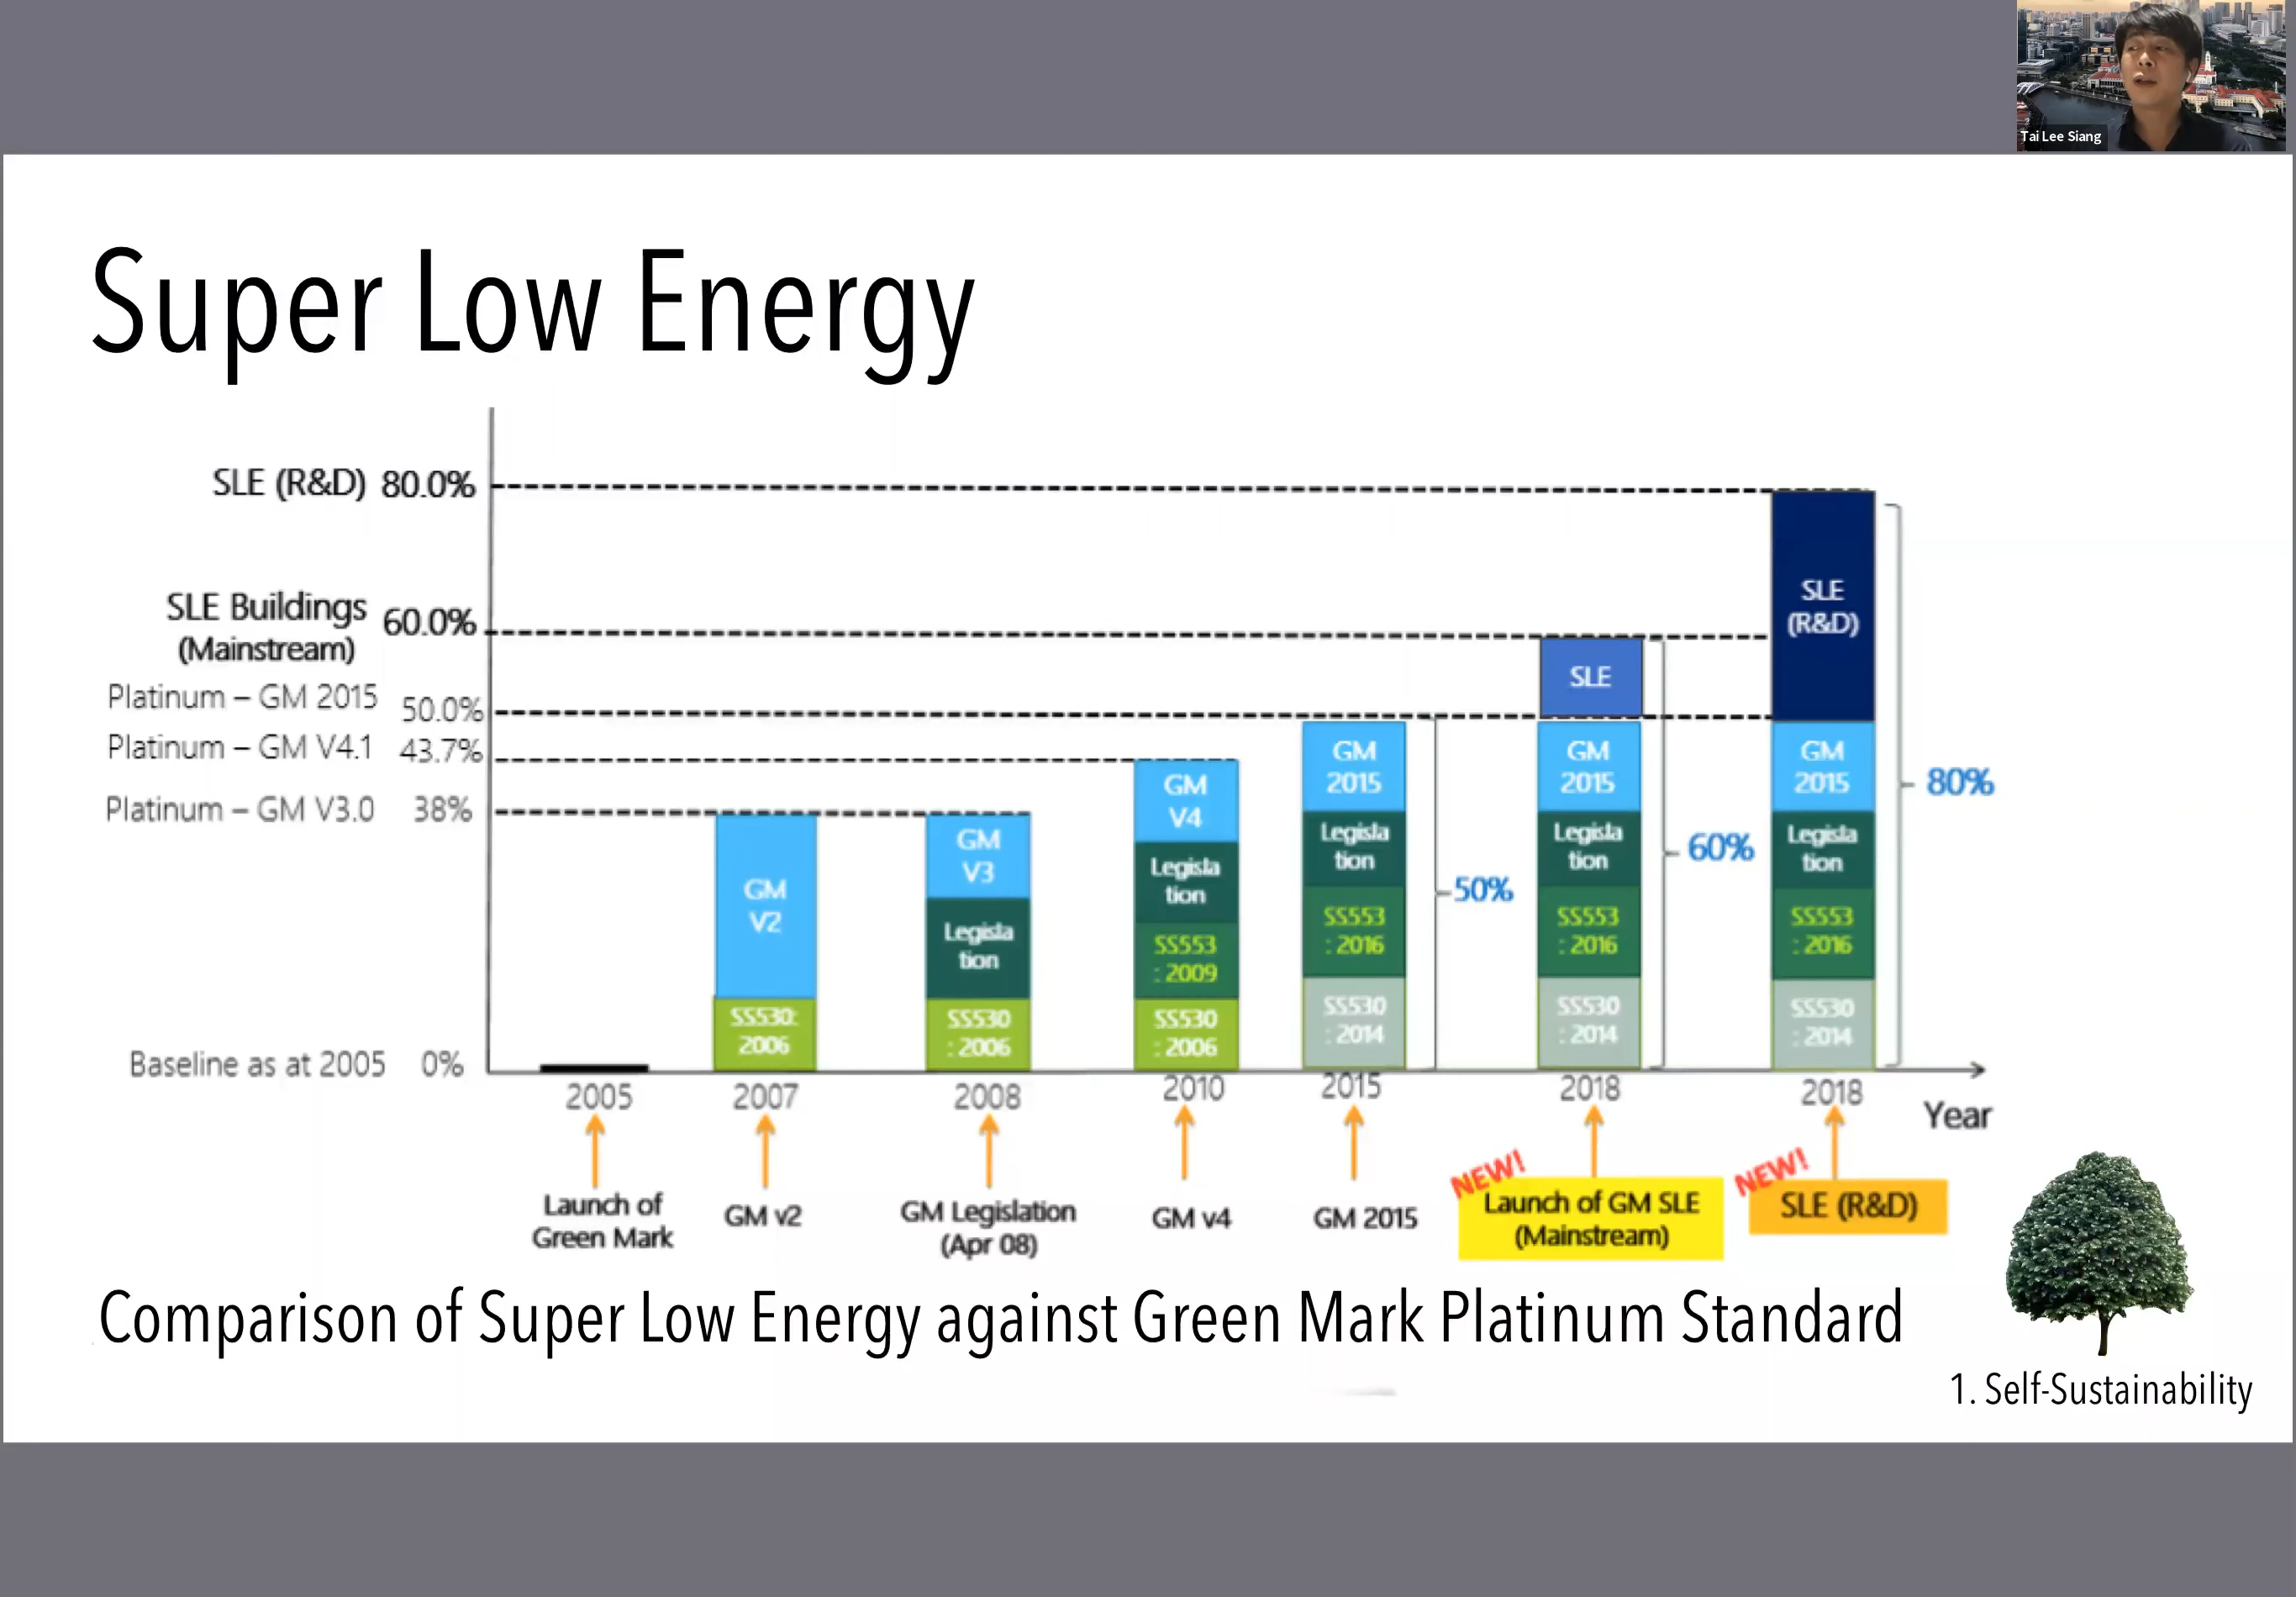 Tai Lee Siang
Super Low Energy
SLE (R&D) 80.0%
SLE Buildings
(Mainstream)
60.0%
Platinum – GM 2015 50.0%
Platinum – GM V4.1 43.7%
Platinum – GM V3.0 38%
Baseline as at 2005 0%
GM
V2
SS530:
2006
GM
V3
Legisla
tion
SS530
: 2006
GM
V4
Legisla
tion
SS553
: 2009
SS530
: 2006
GM
2015
Legisla
tion
SS553
: 2016
SS530
: 2014
50%
SLE
GM
2015
Legisla
tion
SS553
: 2016
SS530
: 2014
60%
SLE
(R&D)
GM
2015
Legisla
tion
SS553
: 2016
SS530
: 2014
80%
2005
2007
2008
2010
2015
2018
2018
Year
Launch of
Green Mark
GM v2
GM Legislation
(Apr 08)
GM v4
GM 2015
NEW!
Launch of GM SLE
(Mainstream)
NEW!
SLE (R&D)
Comparison of Super Low Energy against Green Mark Platinum Standard
1. Self-Sustainability